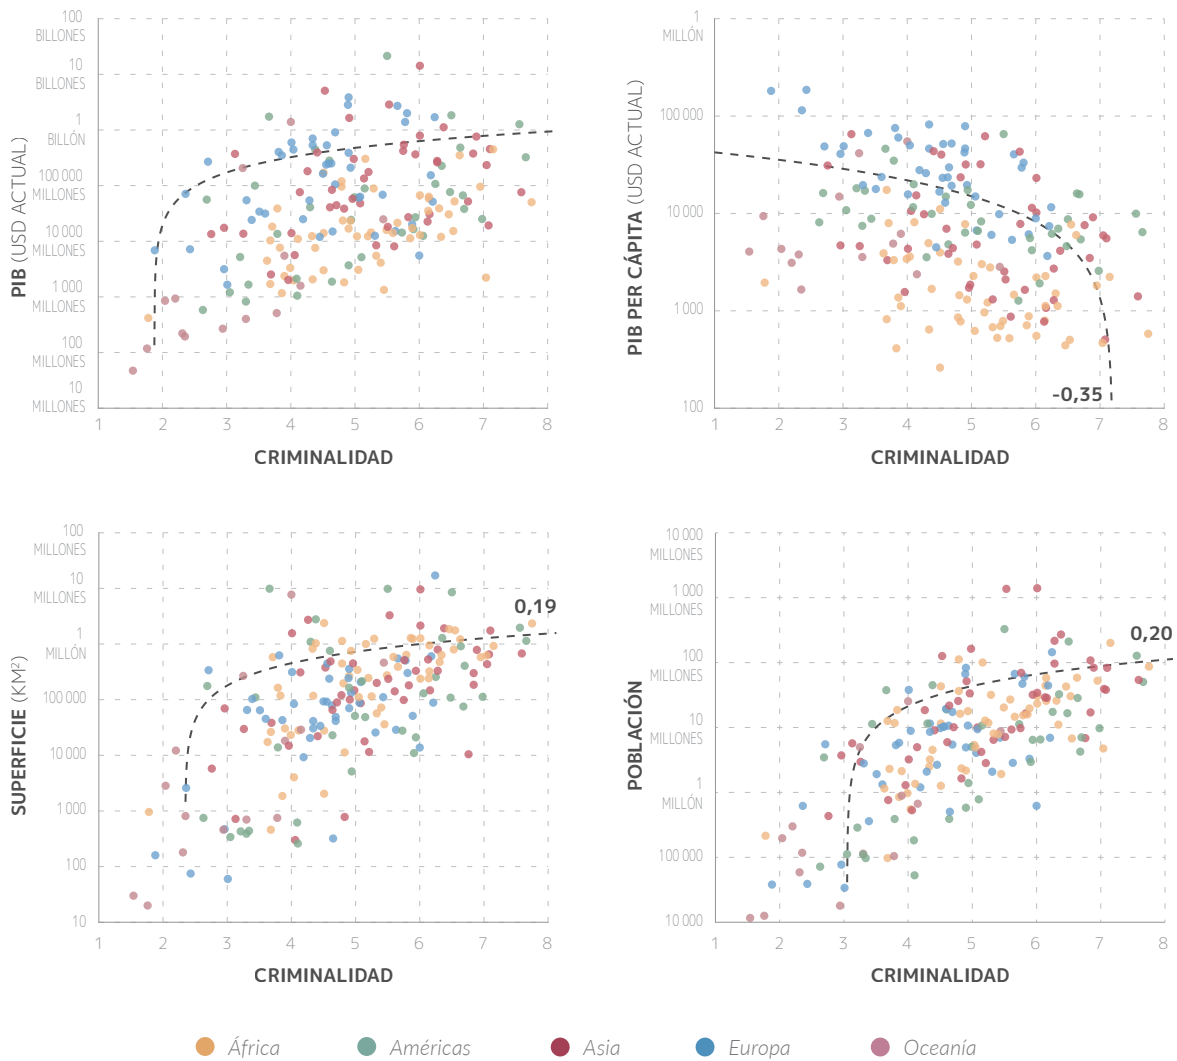 100
BILLONES
10
BILLONES
1
BILLÓN
100 000
MILLONES
10 000
MILLONES
1 000
MILLONES
100
MILLONES
10
MILLONES
PIB (USD ACTUAL)
1 2 3 4 5 6 7 8
CRIMINALIDAD
1
MILLÓN
100 000
10 000
1 000
100
PIB PER CÁPITA (USD ACTUAL)
-0,35
1 2 3 4 5 6 7 8
CRIMINALIDAD
100
MILLONES
10
MILLONES
1
MILLÓN
100 000
10 000
1 000
100
10
SUPERFICIE (KM²)
0,19
1 2 3 4 5 6 7 8
CRIMINALIDAD
10 000
MILLONES
1 000
MILLONES
100
MILLONES
10
MILLONES
1
MILLÓN
100 000
10 000
POBLACIÓN
0,20
1 2 3 4 5 6 7 8
CRIMINALIDAD
África Américas Asia Europa Oceanía